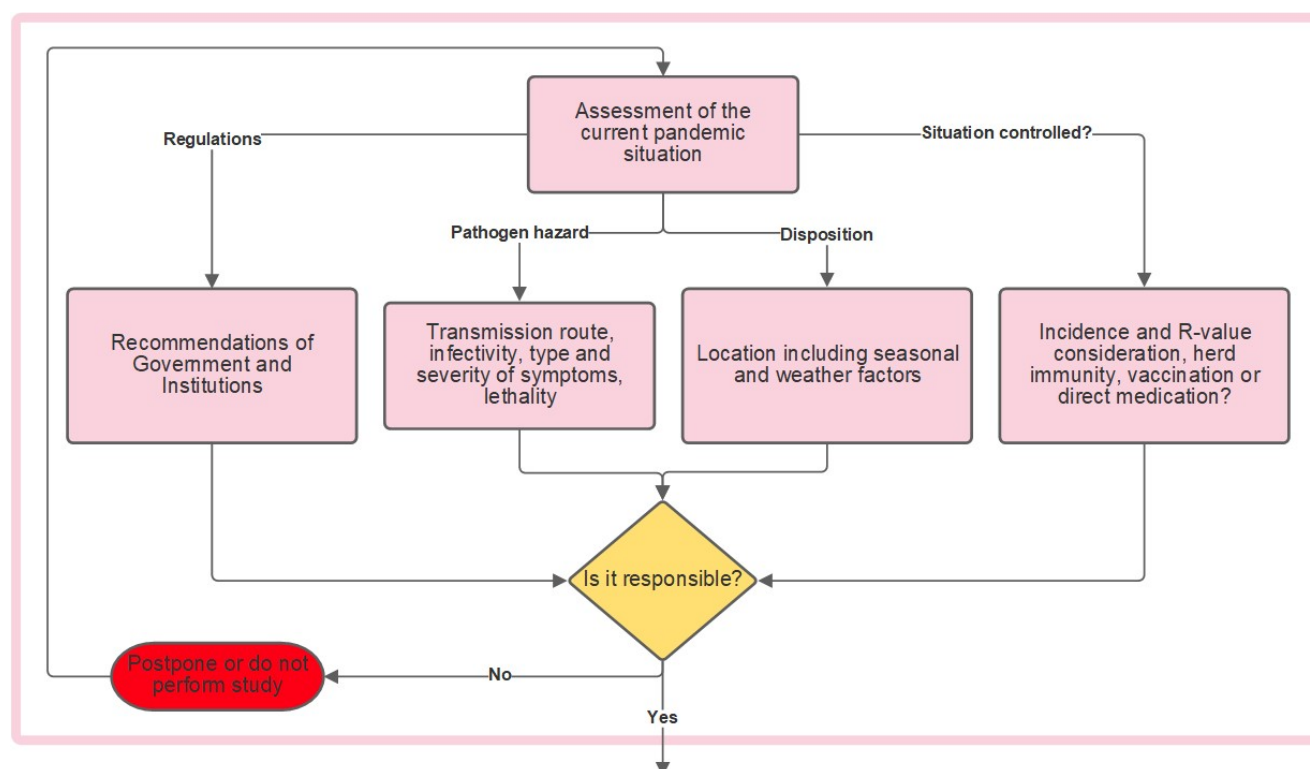 Assessment of the
current pandemic
situation
Regulations
Situation controlled?
Pathogen hazard
Disposition
Recommendations of
Government and
Institutions
Transmission route,
infectivity, type and
severity of symptoms,
lethality
Location including seasonal
and weather factors
Incidence and R-value
consideration, herd
immunity, vaccination or
direct medication?
Is it responsible?
Postpone or do not
perform study
No
Yes